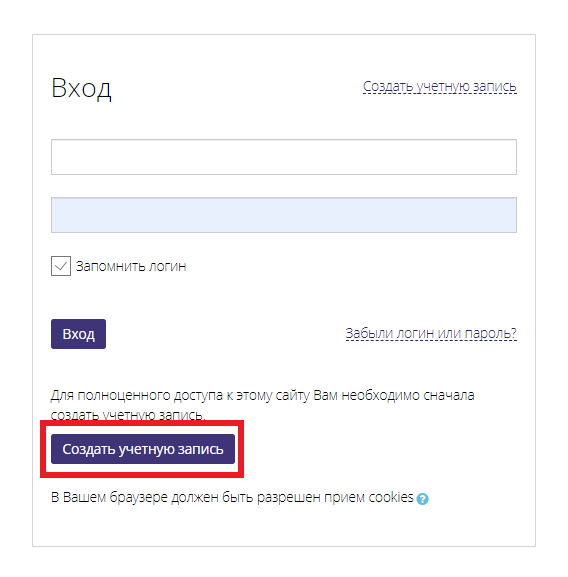 Вход
Создать учетную запись
Запомнить логин
Вход
Забыли логин или пароль?
Для полноценного доступа к этому сайту Вам необходимо сначала
создать учетную запись.
Создать учетную запись
В Вашем браузере должен быть разрешен прием cookies ?